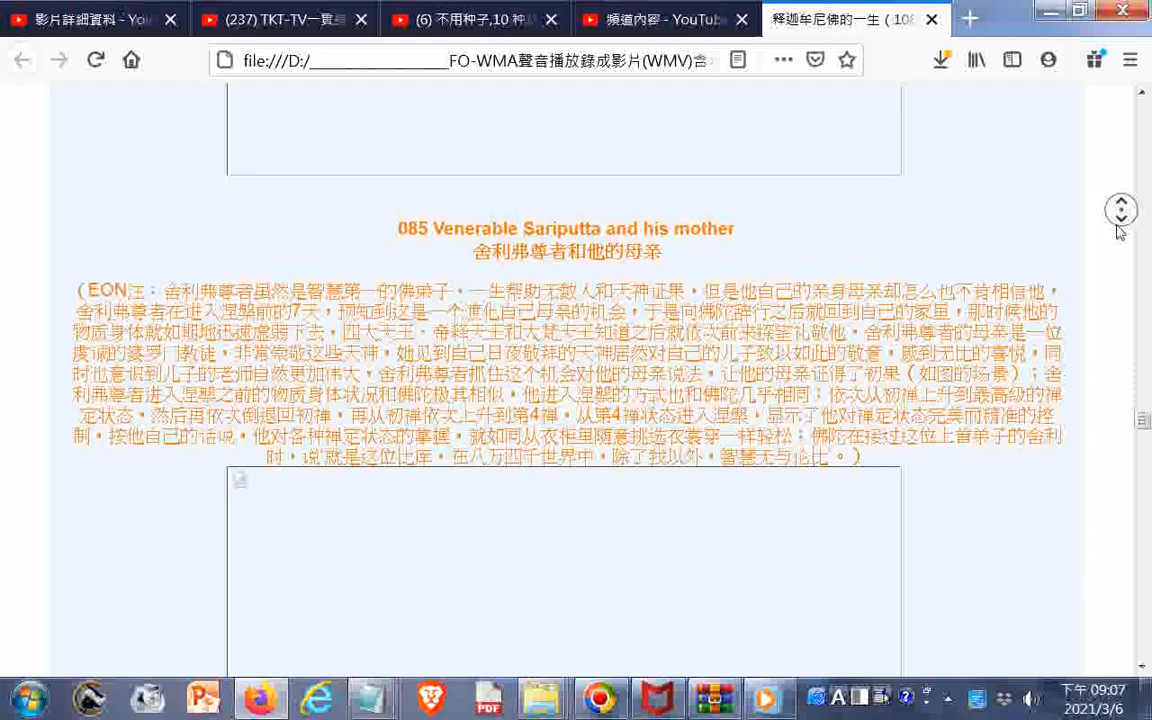 影片詳細資料 - You
(237) TKT-TV一貫
(6) 不用种子,10 种
頻道內容 - YouTub
释迦牟尼佛的一生 ( 108
file:///D:/____________________FO-WMA聲音播放錄成影片(WMV)含
085 Venerable Sariputta and his mother
舍利弗尊者和他的母亲
（EON注：舍利弗尊者虽然是智慧第一的佛弟子，一生帮助无数人和天神证果，但是他自己的亲身母亲却怎么也不肯相信他，
舍利弗尊者在进入涅槃前的7天，预知到这是一个渡化自己母亲的机会，于是向佛陀辞行之后就回到自己的家里，那时候他的
物质身体就如期地迅速虚弱下去，四大天王、帝释天王和大梵天王知道之后就依次前来探望礼敬他，舍利弗尊者的母亲是一位
虔诚的婆罗门教徒，非常崇敬这些天神，她见到自己日夜敬拜的天神居然对自己的儿子致以如此的敬意，感到无比的喜悦，同
时也意识到儿子的老师自然更加伟大，舍利弗尊者抓住这个机会对他的母亲说法，让他的母亲证得了初果（如图的场景）；舍
利弗尊者进入涅槃之前的物质身体状况和佛陀极其相似，他进入涅槃的方式也和佛陀几乎相同：依次从初禅上升到最高级的禅
定状态，然后再依次倒退回初禅，再从初禅依次上升到第4禅，从第4禅状态进入涅槃，显示了他对禅定状态完美而精准的控
制，按他自己的话说，他对各种禅定状态的掌握，就如同从衣柜里随意挑选衣裳穿一样轻松；佛陀在接过这位上首弟子的舍利
时，说'就是这位比库，在八万四千世界中，除了我以外，智慧无与伦比'。）
PDF
A
下午 09:07
2021/3/6